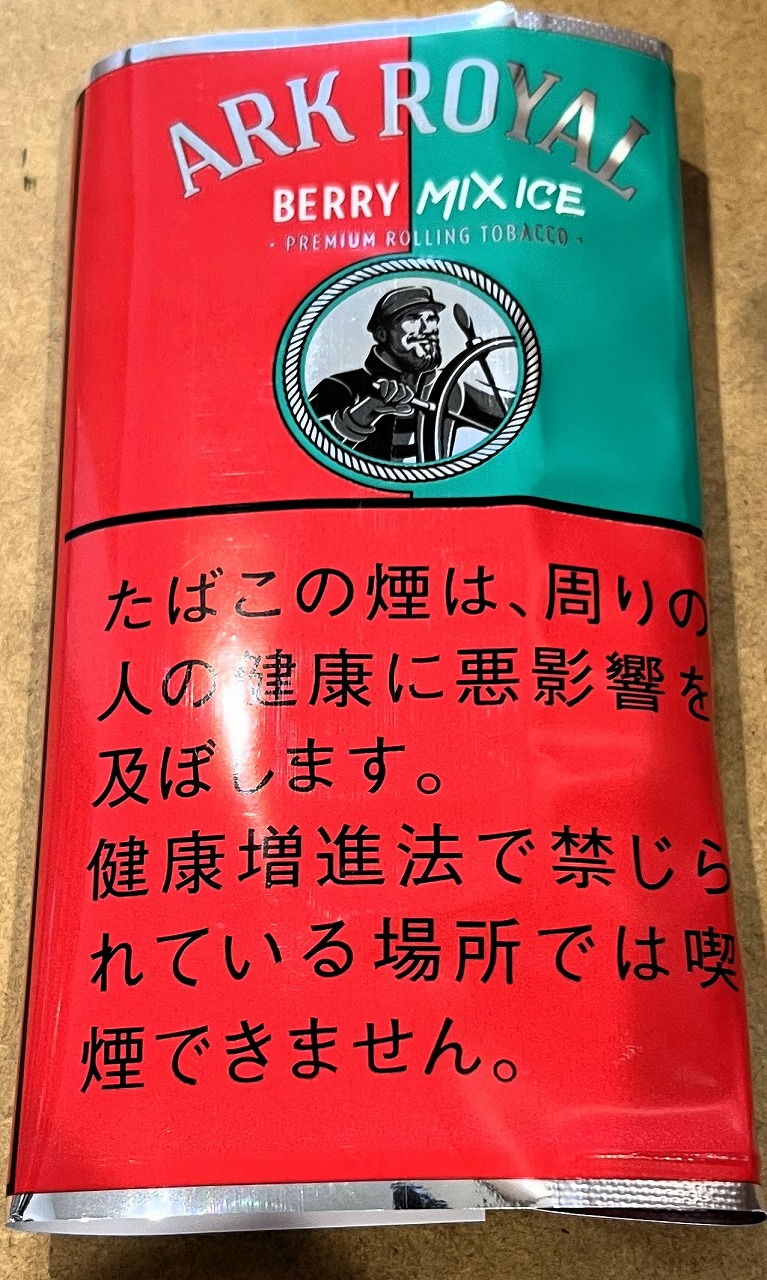 ARK ROYAL
BERRY MIX ICE
· PREMIUM ROLLING TOBACCO ·
たばこの煙は、周りの
人の健康に悪影響を
及ぼします。
健康増進法で禁じら
れている場所では喫
煙できません。